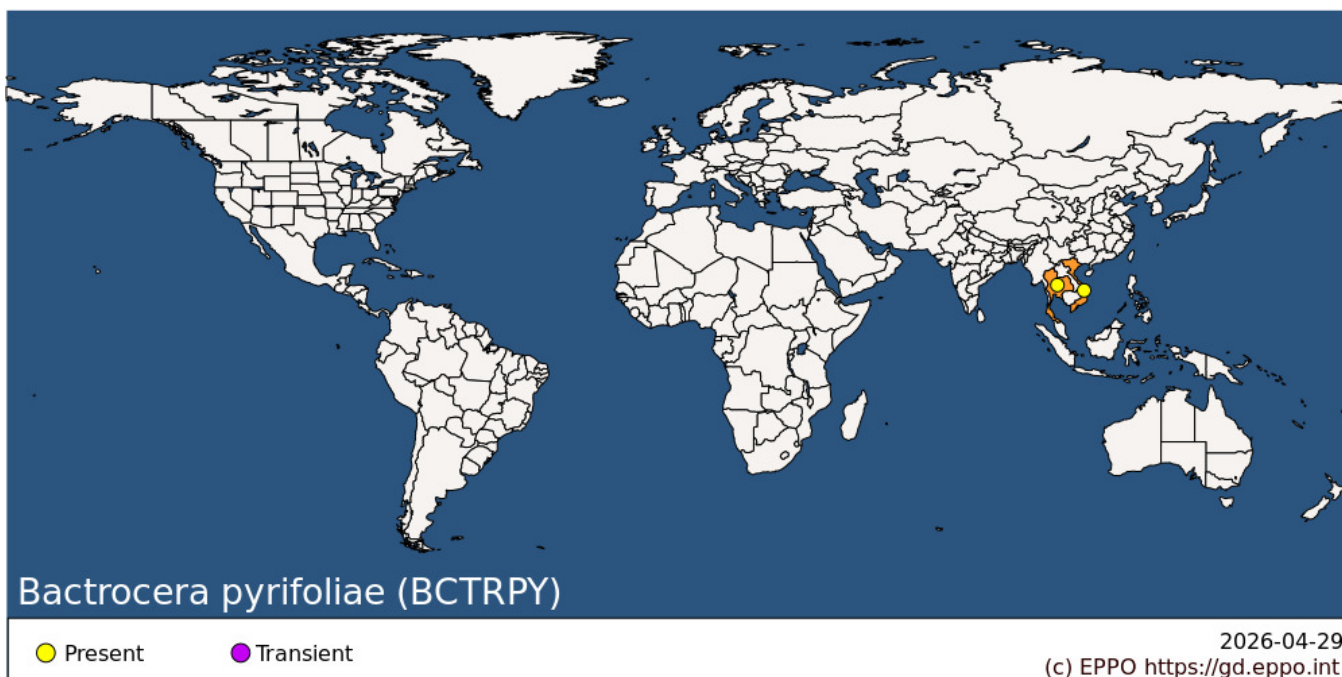 Bactrocera pyrifoliae (BCTRPY)
Present
Transient
2026-04-29
(c) EPPO https://gd.eppo.int